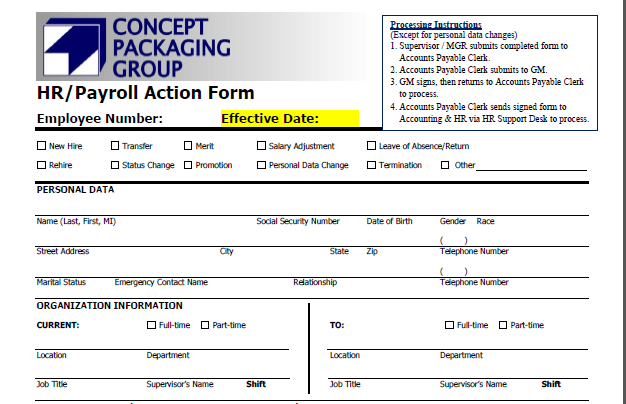 CONCEPT
PACKAGING
GROUP
Processing Instructions
(Except for personal data changes)
1. Supervisor / MGR submits completed form to
Accounts Payable Clerk.
2. Accounts Payable Clerk submits to GM.
3. GM signs, then returns to Accounts Payable Clerk
to process.
4. Accounts Payable Clerk sends signed form to
Accounting & HR via HR Support Desk to process.
HR/Payroll Action Form
Employee Number: Effective Date:
☐ New Hire ☐ Transfer ☐ Merit ☐ Salary Adjustment ☐ Leave of Absence/Return
☐ Rehire ☐ Status Change ☐ Promotion ☐ Personal Data Change ☐ Termination ☐ Other
PERSONAL DATA
Name (Last, First, MI) Social Security Number Date of Birth Gender Race
( )
Street Address City State Zip Telephone Number
( )
Marital Status Emergency Contact Name Relationship Telephone Number
ORGANIZATION INFORMATION
CURRENT: ☐ Full-time ☐ Part-time TO: ☐ Full-time ☐ Part-time
Location Department Location Department
Job Title Supervisor's Name Shift Job Title Supervisor's Name Shift